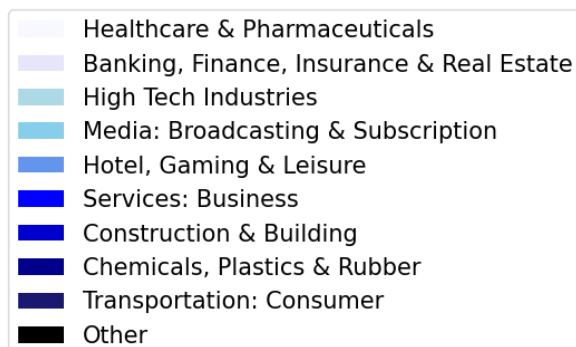 Healthcare & Pharmaceuticals
Banking, Finance, Insurance & Real Estate
High Tech Industries
Media: Broadcasting & Subscription
Hotel, Gaming & Leisure
Services: Business
Construction & Building
Chemicals, Plastics & Rubber
Transportation: Consumer
Other